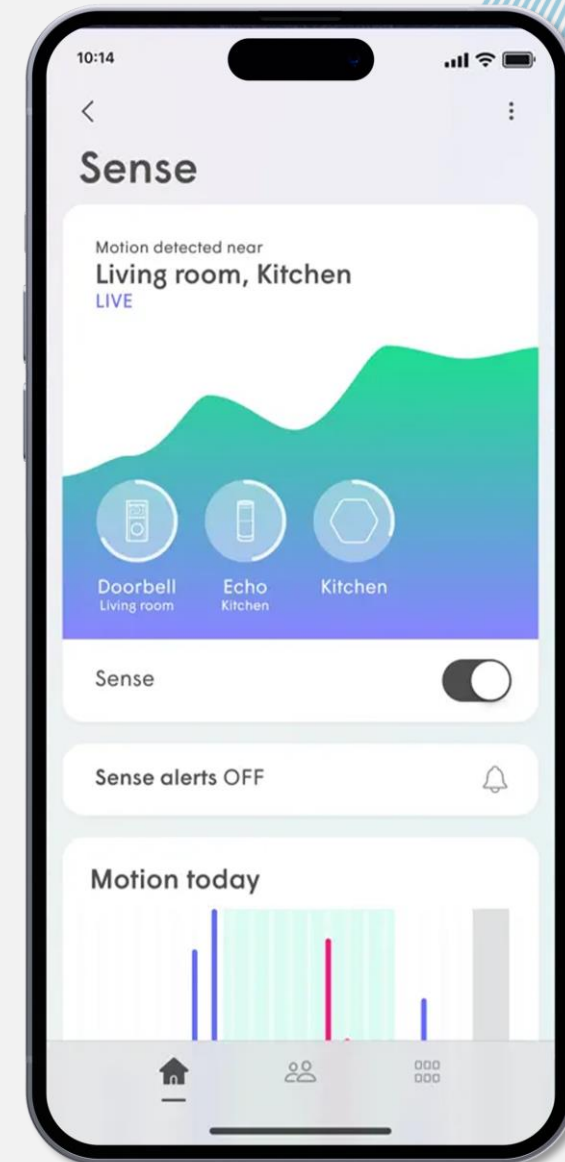 10:14
Sense
Motion detected near
Living room, Kitchen
LIVE
Doorbell
Living room
Echo
Kitchen
Kitchen
Sense
Sense alerts OFF
Motion today